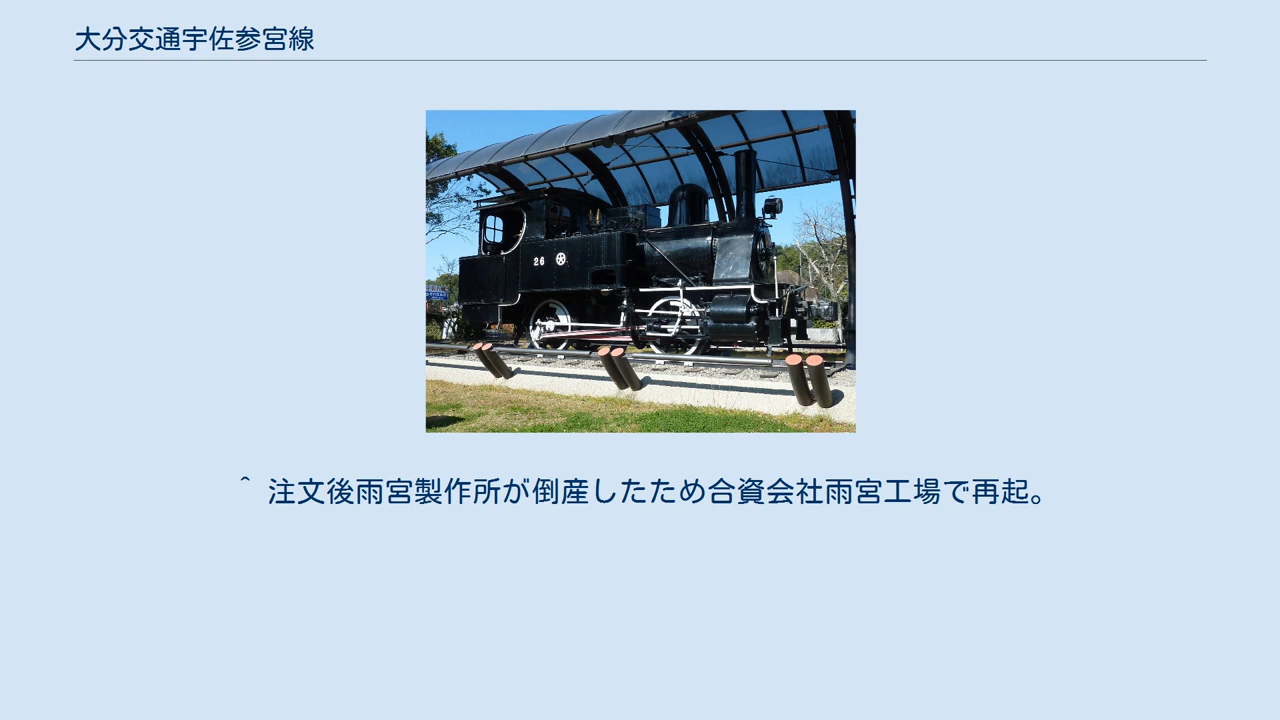 大分交通宇佐参宮線
26
^ 注文後雨宮製作所が倒産したため合資会社雨宮工場で再起。